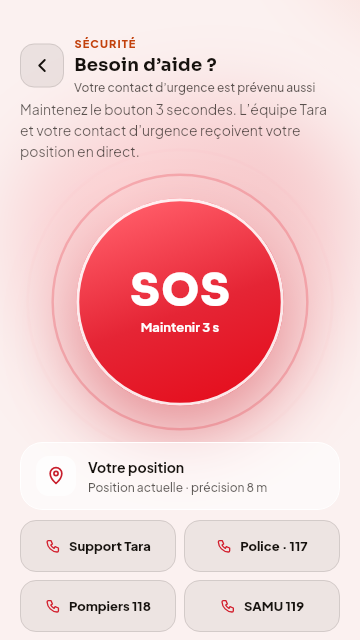 SÉCURITÉ
Besoin d’aide ?
Votre contact d’urgence est prévenu aussi
Maintenez le bouton 3 secondes. L’équipe Tara
et votre contact d’urgence reçoivent votre
position en direct.
SOS
Maintenir 3 s
Votre position
Position actuelle · précision 8 m
Support Tara
Police · 117
Pompiers 118
SAMU 119